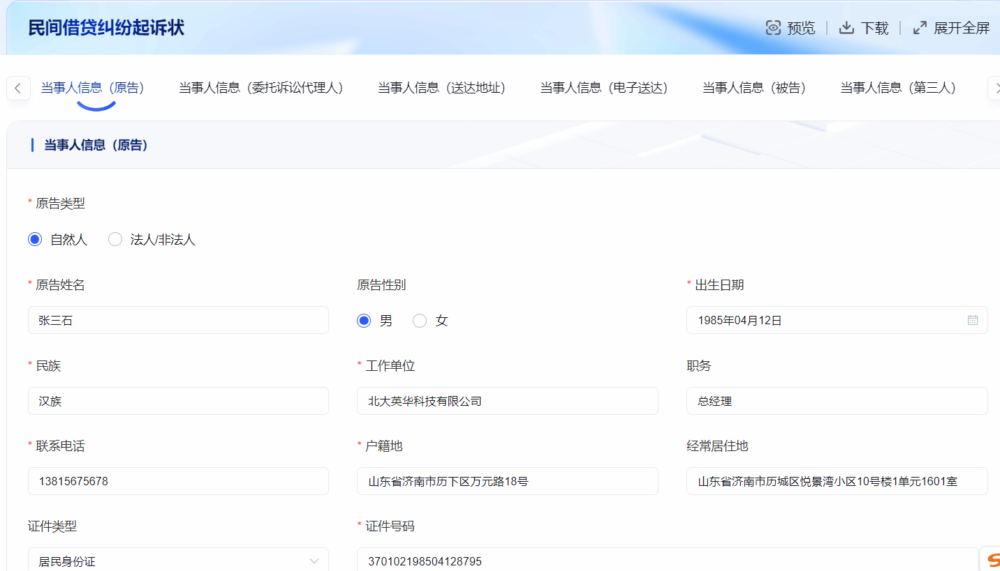 民间借贷纠纷起诉状 预览 下载 展开全屏
当事人信息（原告） 当事人信息（委托诉讼代理人） 当事人信息（送达地址） 当事人信息（电子送达） 当事人信息（被告） 当事人信息（第三人）
当事人信息（原告）
* 原告类型
自然人 法人/非法人
* 原告姓名 原告性别 * 出生日期
张三石 男 女 1985年04月12日
* 民族 * 工作单位 职务
汉族 北大英华科技有限公司 总经理
* 联系电话 * 户籍地 经常居住地
13815675678 山东省济南市历下区万元路18号 山东省济南市历城区悦景湾小区10号楼1单元1601室
证件类型 * 证件号码
居民身份证 370102198504128795